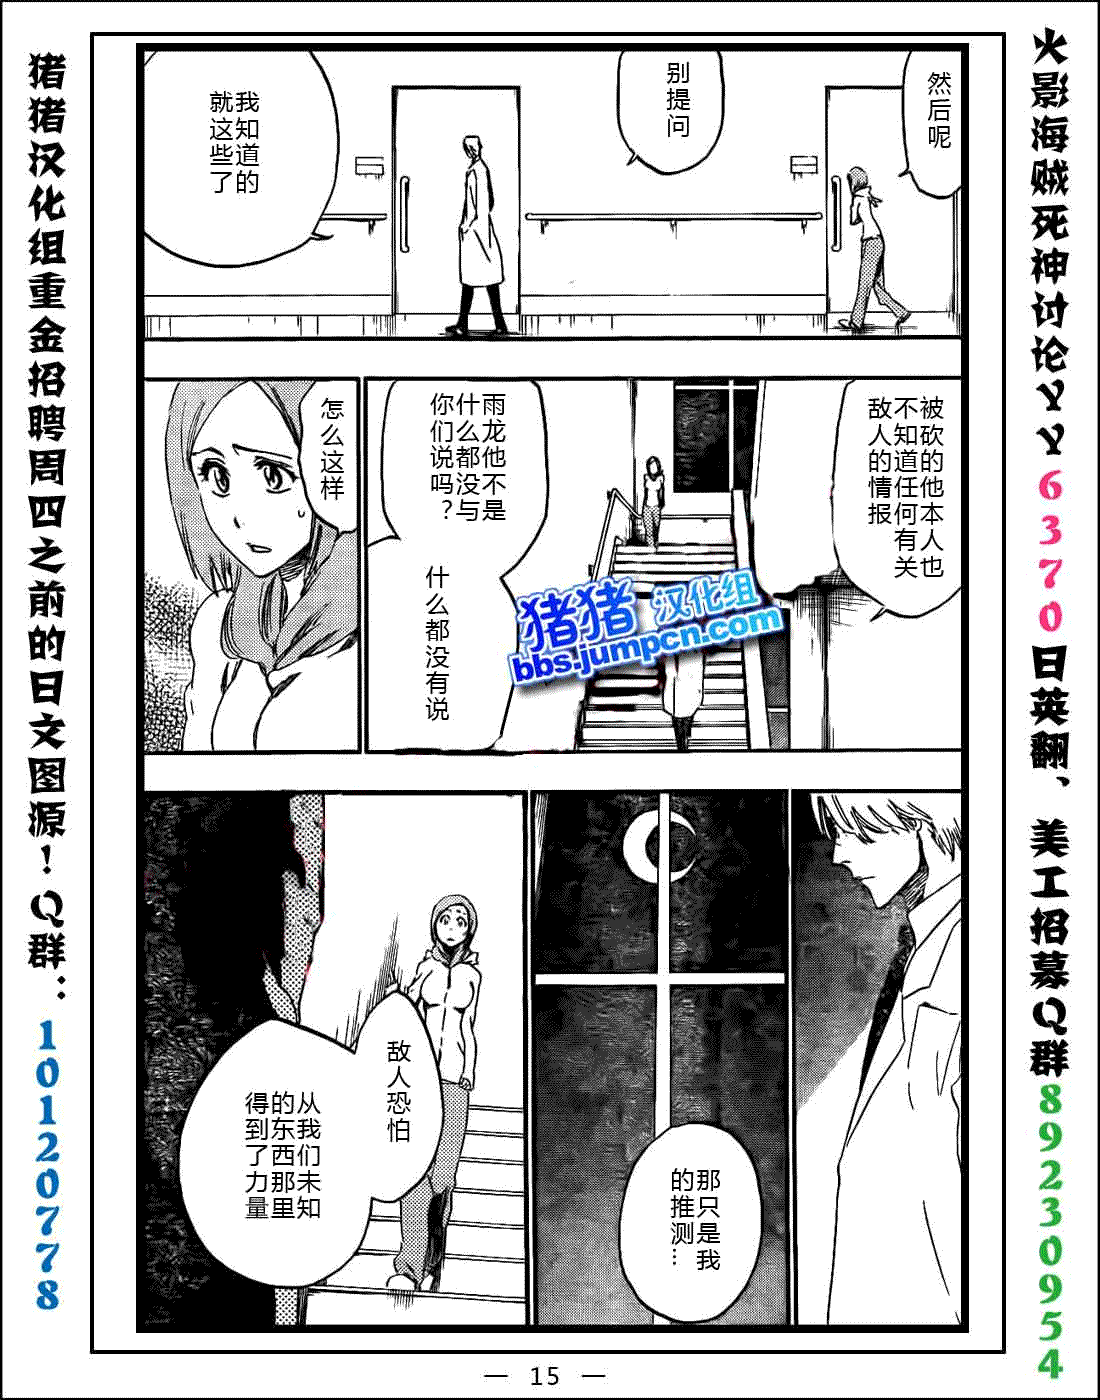 火影海贼死神讨论YY63370日英翻、美工招募Q群89230954
然后呢
别提问
我知道的
就这些了
被砍的他本人也
不知道任何有关
敌人的情报
雨龙他不是
什么都没与
你们说吗？
什么都没有说
怎么这样
猪猪汉化组
bbs.jumpcn.com
那只是我
的推测…
敌人恐怕
从我们未知
的东西那里
得到了力量
猪猪汉化组重金招聘周四之前的日文图源！Q群：101207778
— 15 —